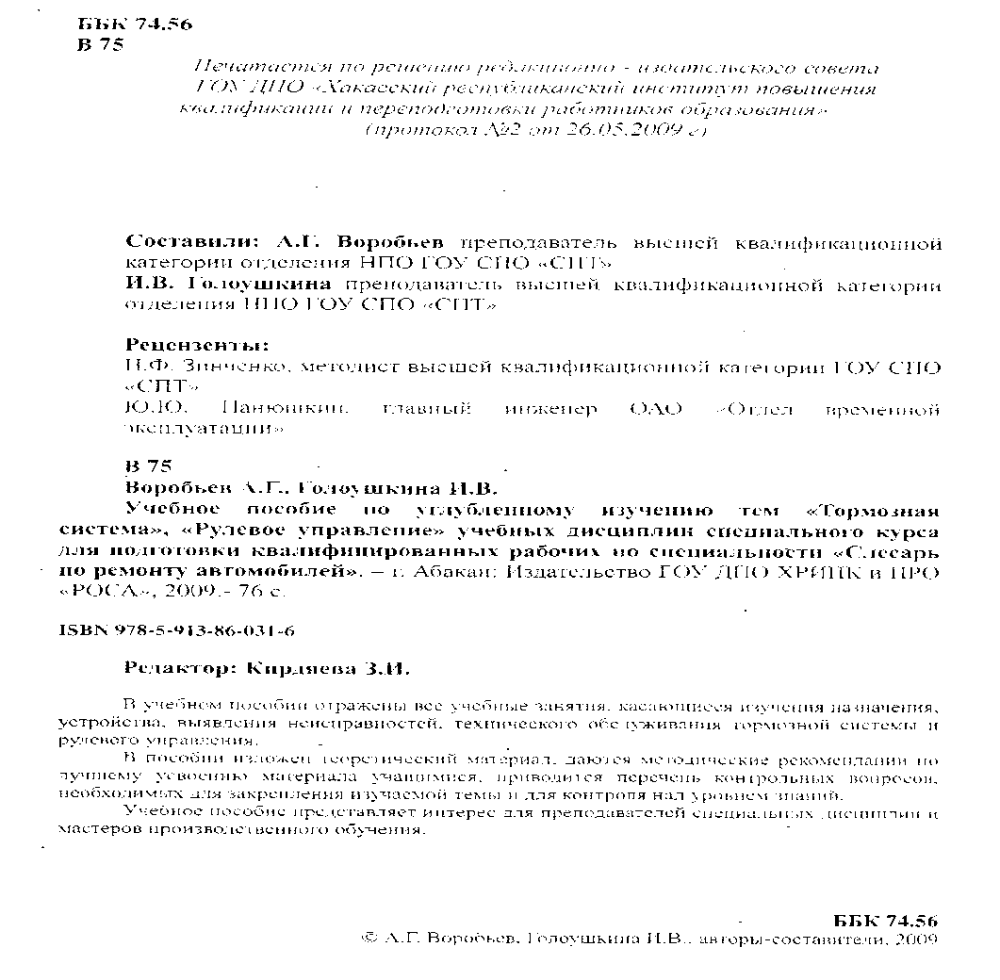 ББК 74.56
В 75
Печатается по решению редакционно - издательского совета
ГОУ ДПО «Хакасский республиканский институт повышения
квалификации и переподготовки работников образования»
(протокол №2 от 26.05.2009 г)
Составили: А.Г. Воробьев преподаватель высшей квалификационной
категории отделения НПО ГОУ СПО «СПТ»
И.В. Голоушкина преподаватель высшей квалификационной категории
отделения НПО ГОУ СПО «СПТ»
Рецензенты:
Н.Ф. Зинченко, методист высшей квалификационной категории ГОУ СПО
«СПТ»
Ю.Ю. Панюшкин, главный инженер ОАО «Отдел временной
эксплуатации»
В 75
Воробьев А.Г., Голоушкина И.В.
Учебное пособие по углубленному изучению тем «Тормозная
система», «Рулевое управление» учебных дисциплин специального курса
для подготовки квалифицированных рабочих по специальности «Слесарь
по ремонту автомобилей». – г. Абакан: Издательство ГОУ ДПО ХРИПК и ПРО
«РОСА», 2009.- 76 с.
ISBN 978-5-913-86-031-6
Редактор: Кирдяева З.И.
В учебном пособии отражены все учебные занятия, касающиеся изучения назначения,
устройства, выявления неисправностей, технического обслуживания тормозной системы и
рулевого управления.
В пособии изложен теоретический материал, даются методические рекомендации по
лучшему усвоению материала учащимися, приводится перечень контрольных вопросов,
необходимых для закрепления изучаемой темы и для контроля над уровнем знаний.
Учебное пособие представляет интерес для преподавателей специальных дисциплин и
мастеров производственного обучения.
ББК 74.56
© А.Г. Воробьев, Голоушкина И.В., авторы-составители, 2009